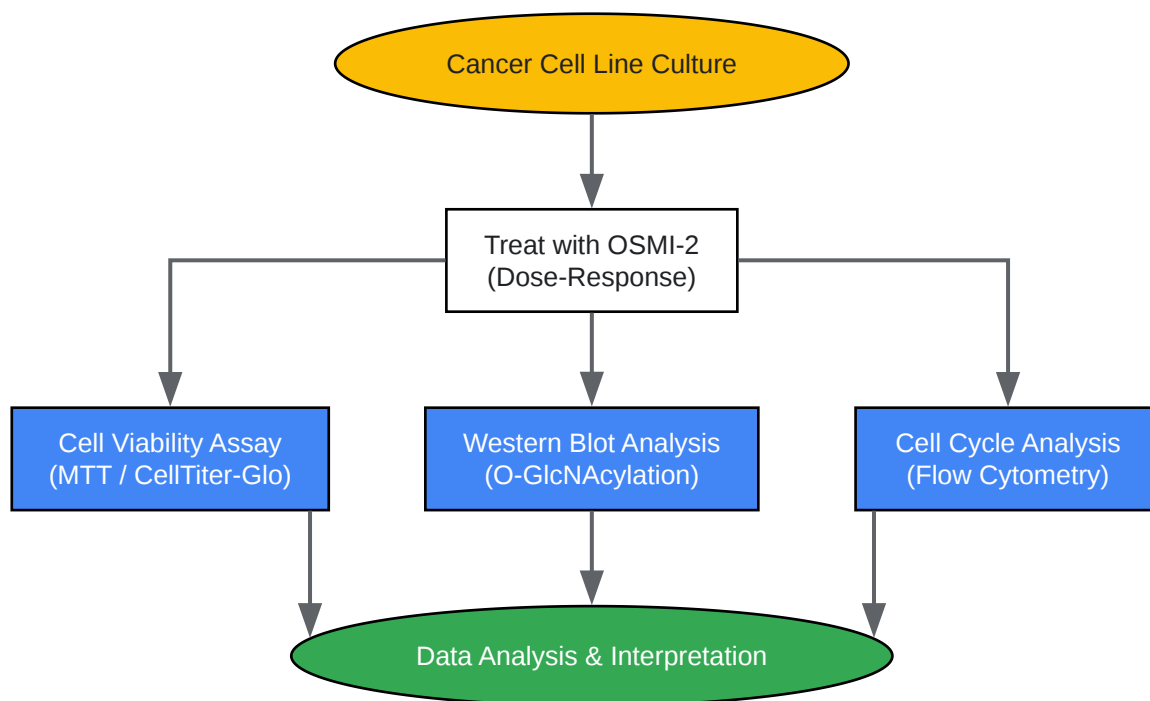 Cancer Cell Line Culture
Treat with OSMI-2
(Dose-Response)
Cell Viability Assay
(MTT / CellTiter-Glo)
Western Blot Analysis
(O-GlcNAcylation)
Cell Cycle Analysis
(Flow Cytometry)
Data Analysis & Interpretation